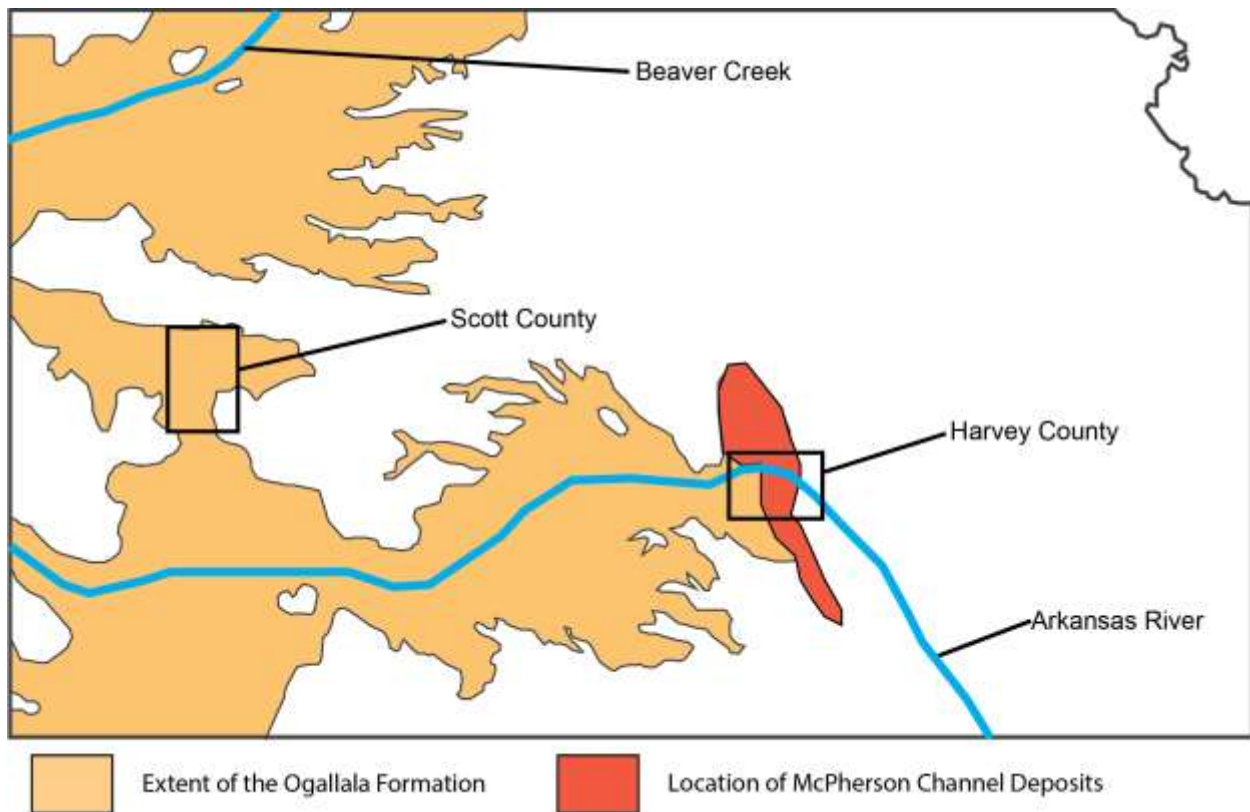 Beaver Creek
Scott County
Harvey County
Arkansas River
Extent of the Ogallala Formation
Location of McPherson Channel Deposits